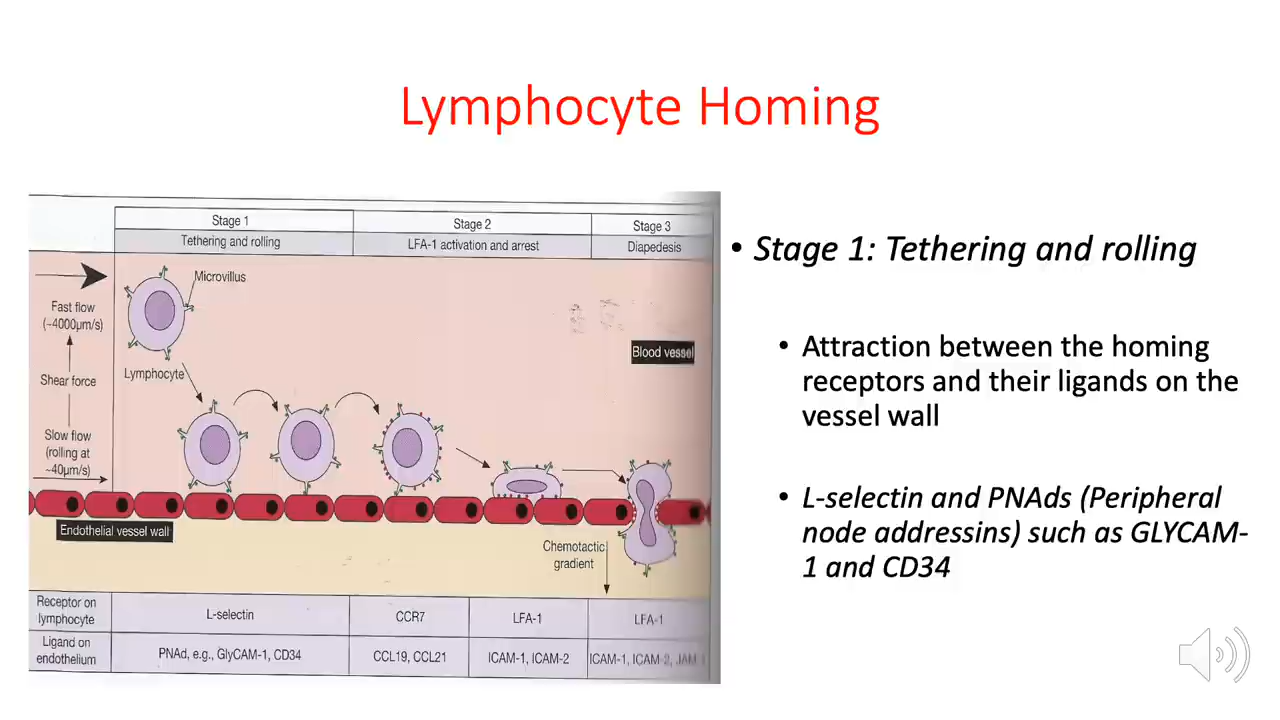 Lymphocyte Homing
Stage 1
Stage 2
Stage 3
Tethering and rolling
LFA-1 activation and arrest
Diapedesis
Microvillus
Fast flow
(~4000µm/s)
Blood vessel
Lymphocyte
Shear force
Slow flow
(rolling at
~40µm/s)
Endothelial vessel wall
Chemotactic
gradient
Receptor on
lymphocyte
L-selectin
CCR7
LFA-1
LFA-1
Ligand on
endothelium
PNAd, e.g., GlyCAM-1, CD34
CCL19, CCL21
ICAM-1, ICAM-2
ICAM-1, ICAM-2, JAM
• Stage 1: Tethering and rolling
• Attraction between the homing
receptors and their ligands on the
vessel wall
• L-selectin and PNAds (Peripheral
node addressins) such as GLYCAM-
1 and CD34